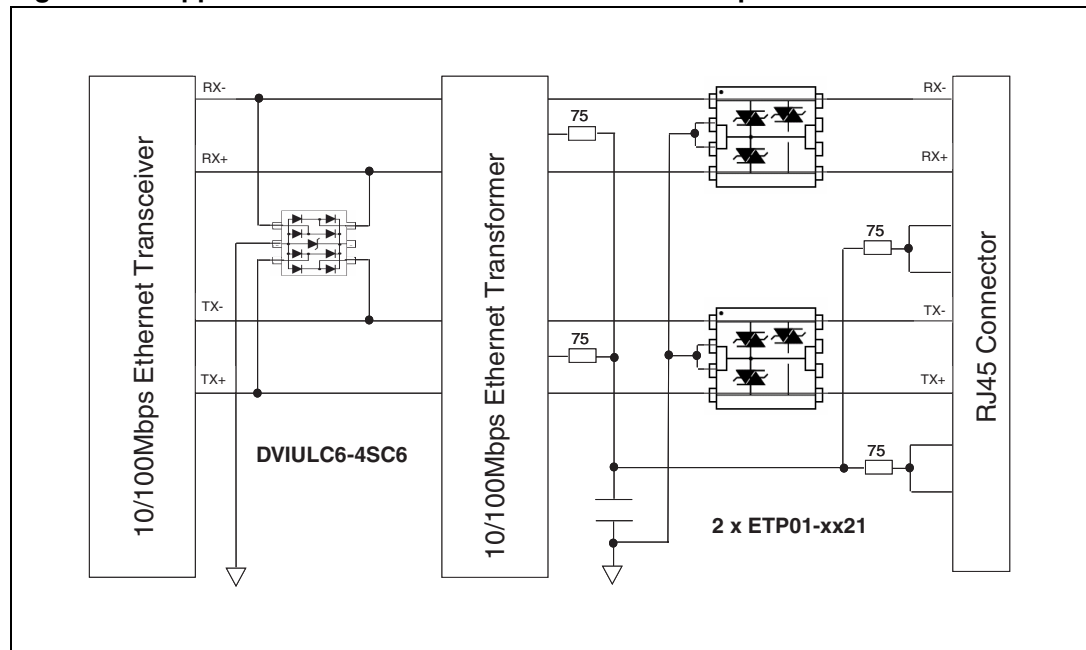 10/100Mbps Ethernet Transceiver
RX-
RX+
TX-
TX+
DVIULC6-4SC6
10/100Mbps Ethernet Transformer
75
75
2 x ETP01-xx21
75
75
RX-
RX+
TX-
TX+
RJ45 Connector